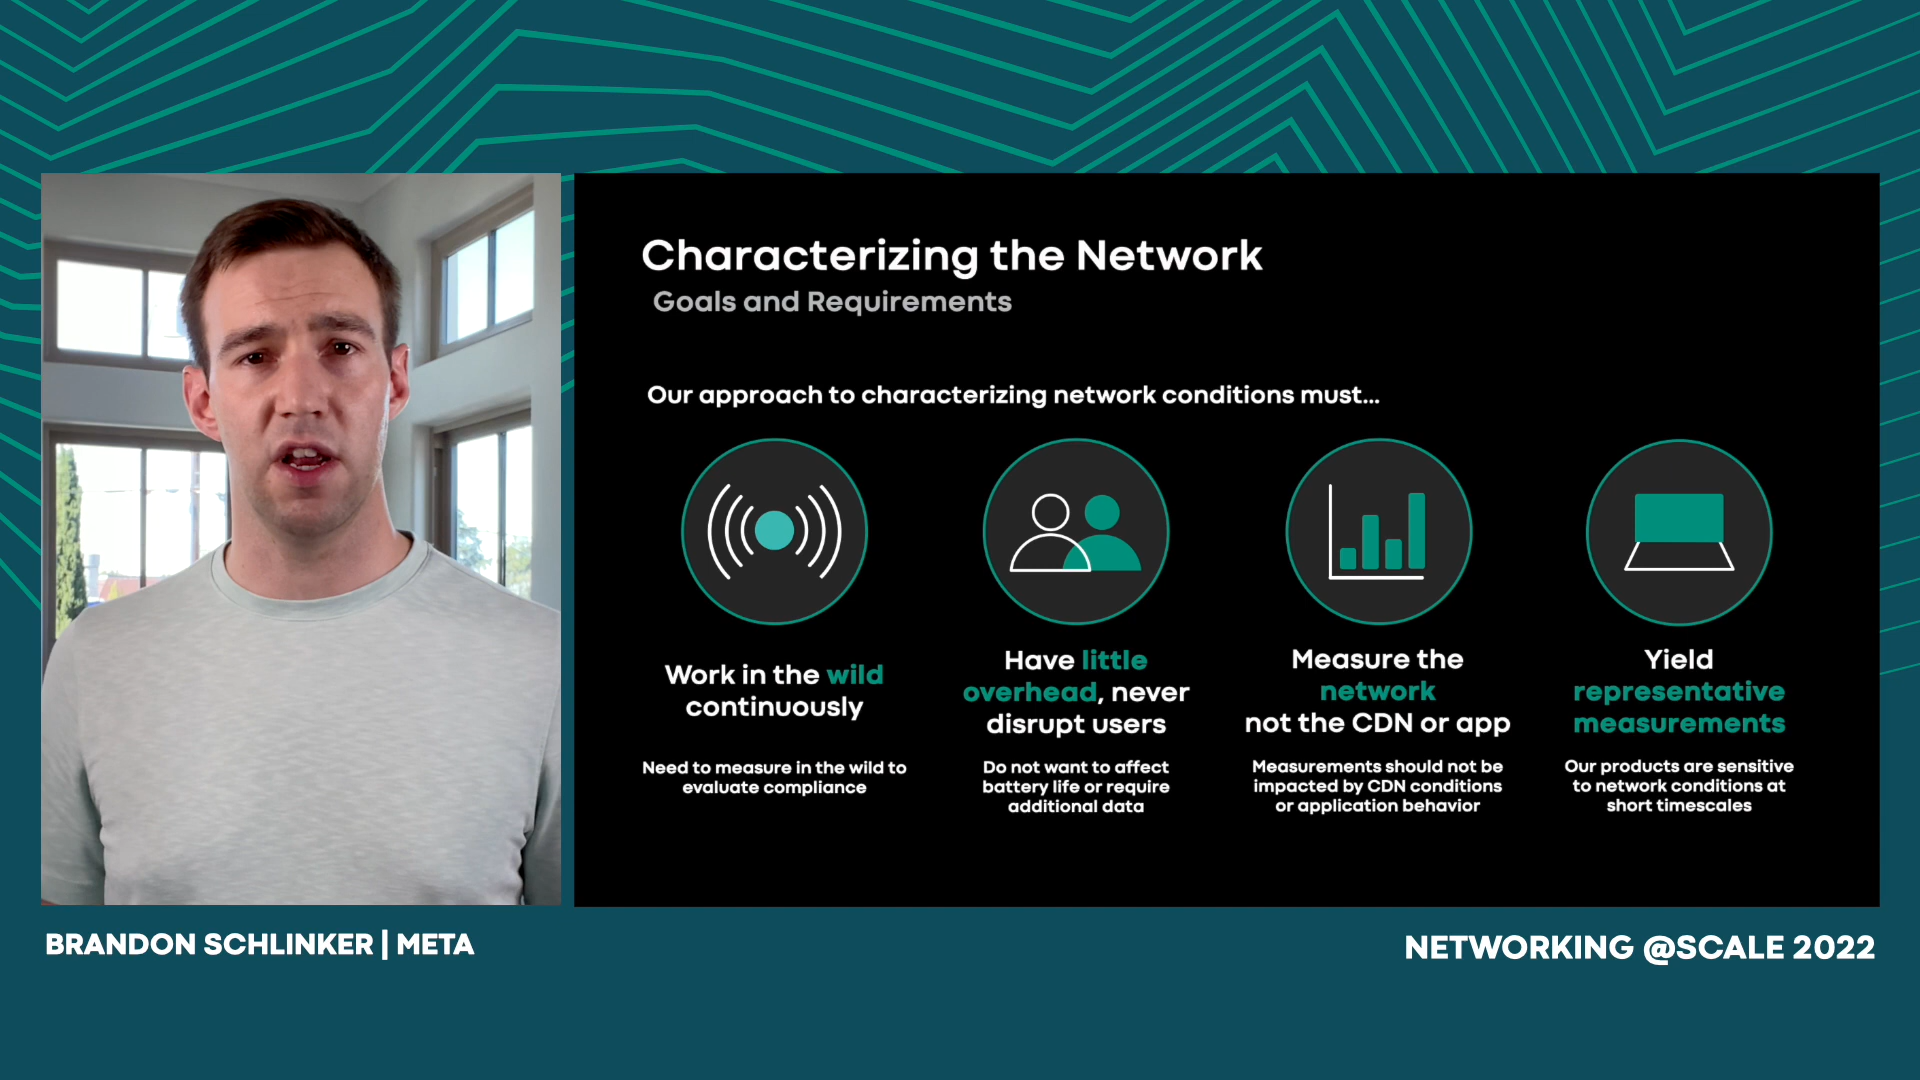 Characterizing the Network
Goals and Requirements
Our approach to characterizing network conditions must...
Work in the wild
continuously
Need to measure in the wild to
evaluate compliance
Have little
overhead, never
disrupt users
Do not want to affect
battery life or require
additional data
Measure the
network
not the CDN or app
Measurements should not be
impacted by CDN conditions
or application behavior
Yield
representative
measurements
Our products are sensitive
to network conditions at
short timescales
BRANDON SCHLINKER | META
NETWORKING @SCALE 2022